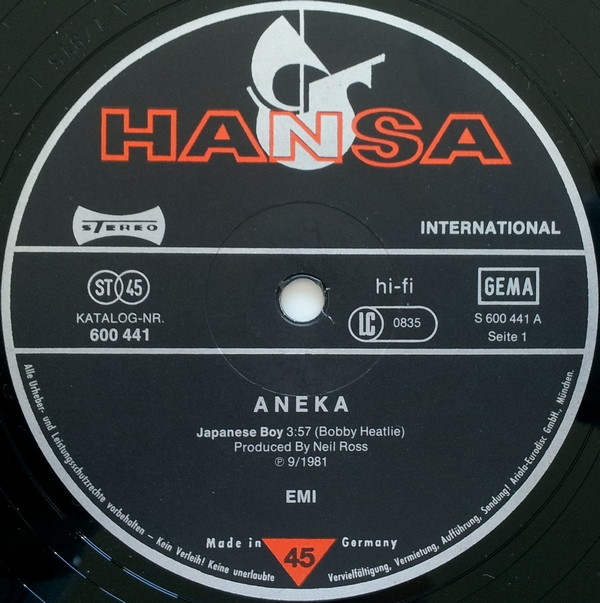 HANSA
STEREO
INTERNATIONAL
ST 45
KATALOG-NR.
600 441
hi-fi
LC 0835
GEMA
S 600 441 A
Seite 1
ANEKA
Japanese Boy 3:57 (Bobby Heatlie)
Produced By Neil Ross
℗ 9/1981
EMI
Made in 45 Germany
Alle Urheber- und Leistungsschutzrechte vorbehalten – Kein Verleih! Keine unerlaubte Vervielfältigung, Vermietung, Aufführung, Sendung! Ariola-Eurodisc GmbH., München.